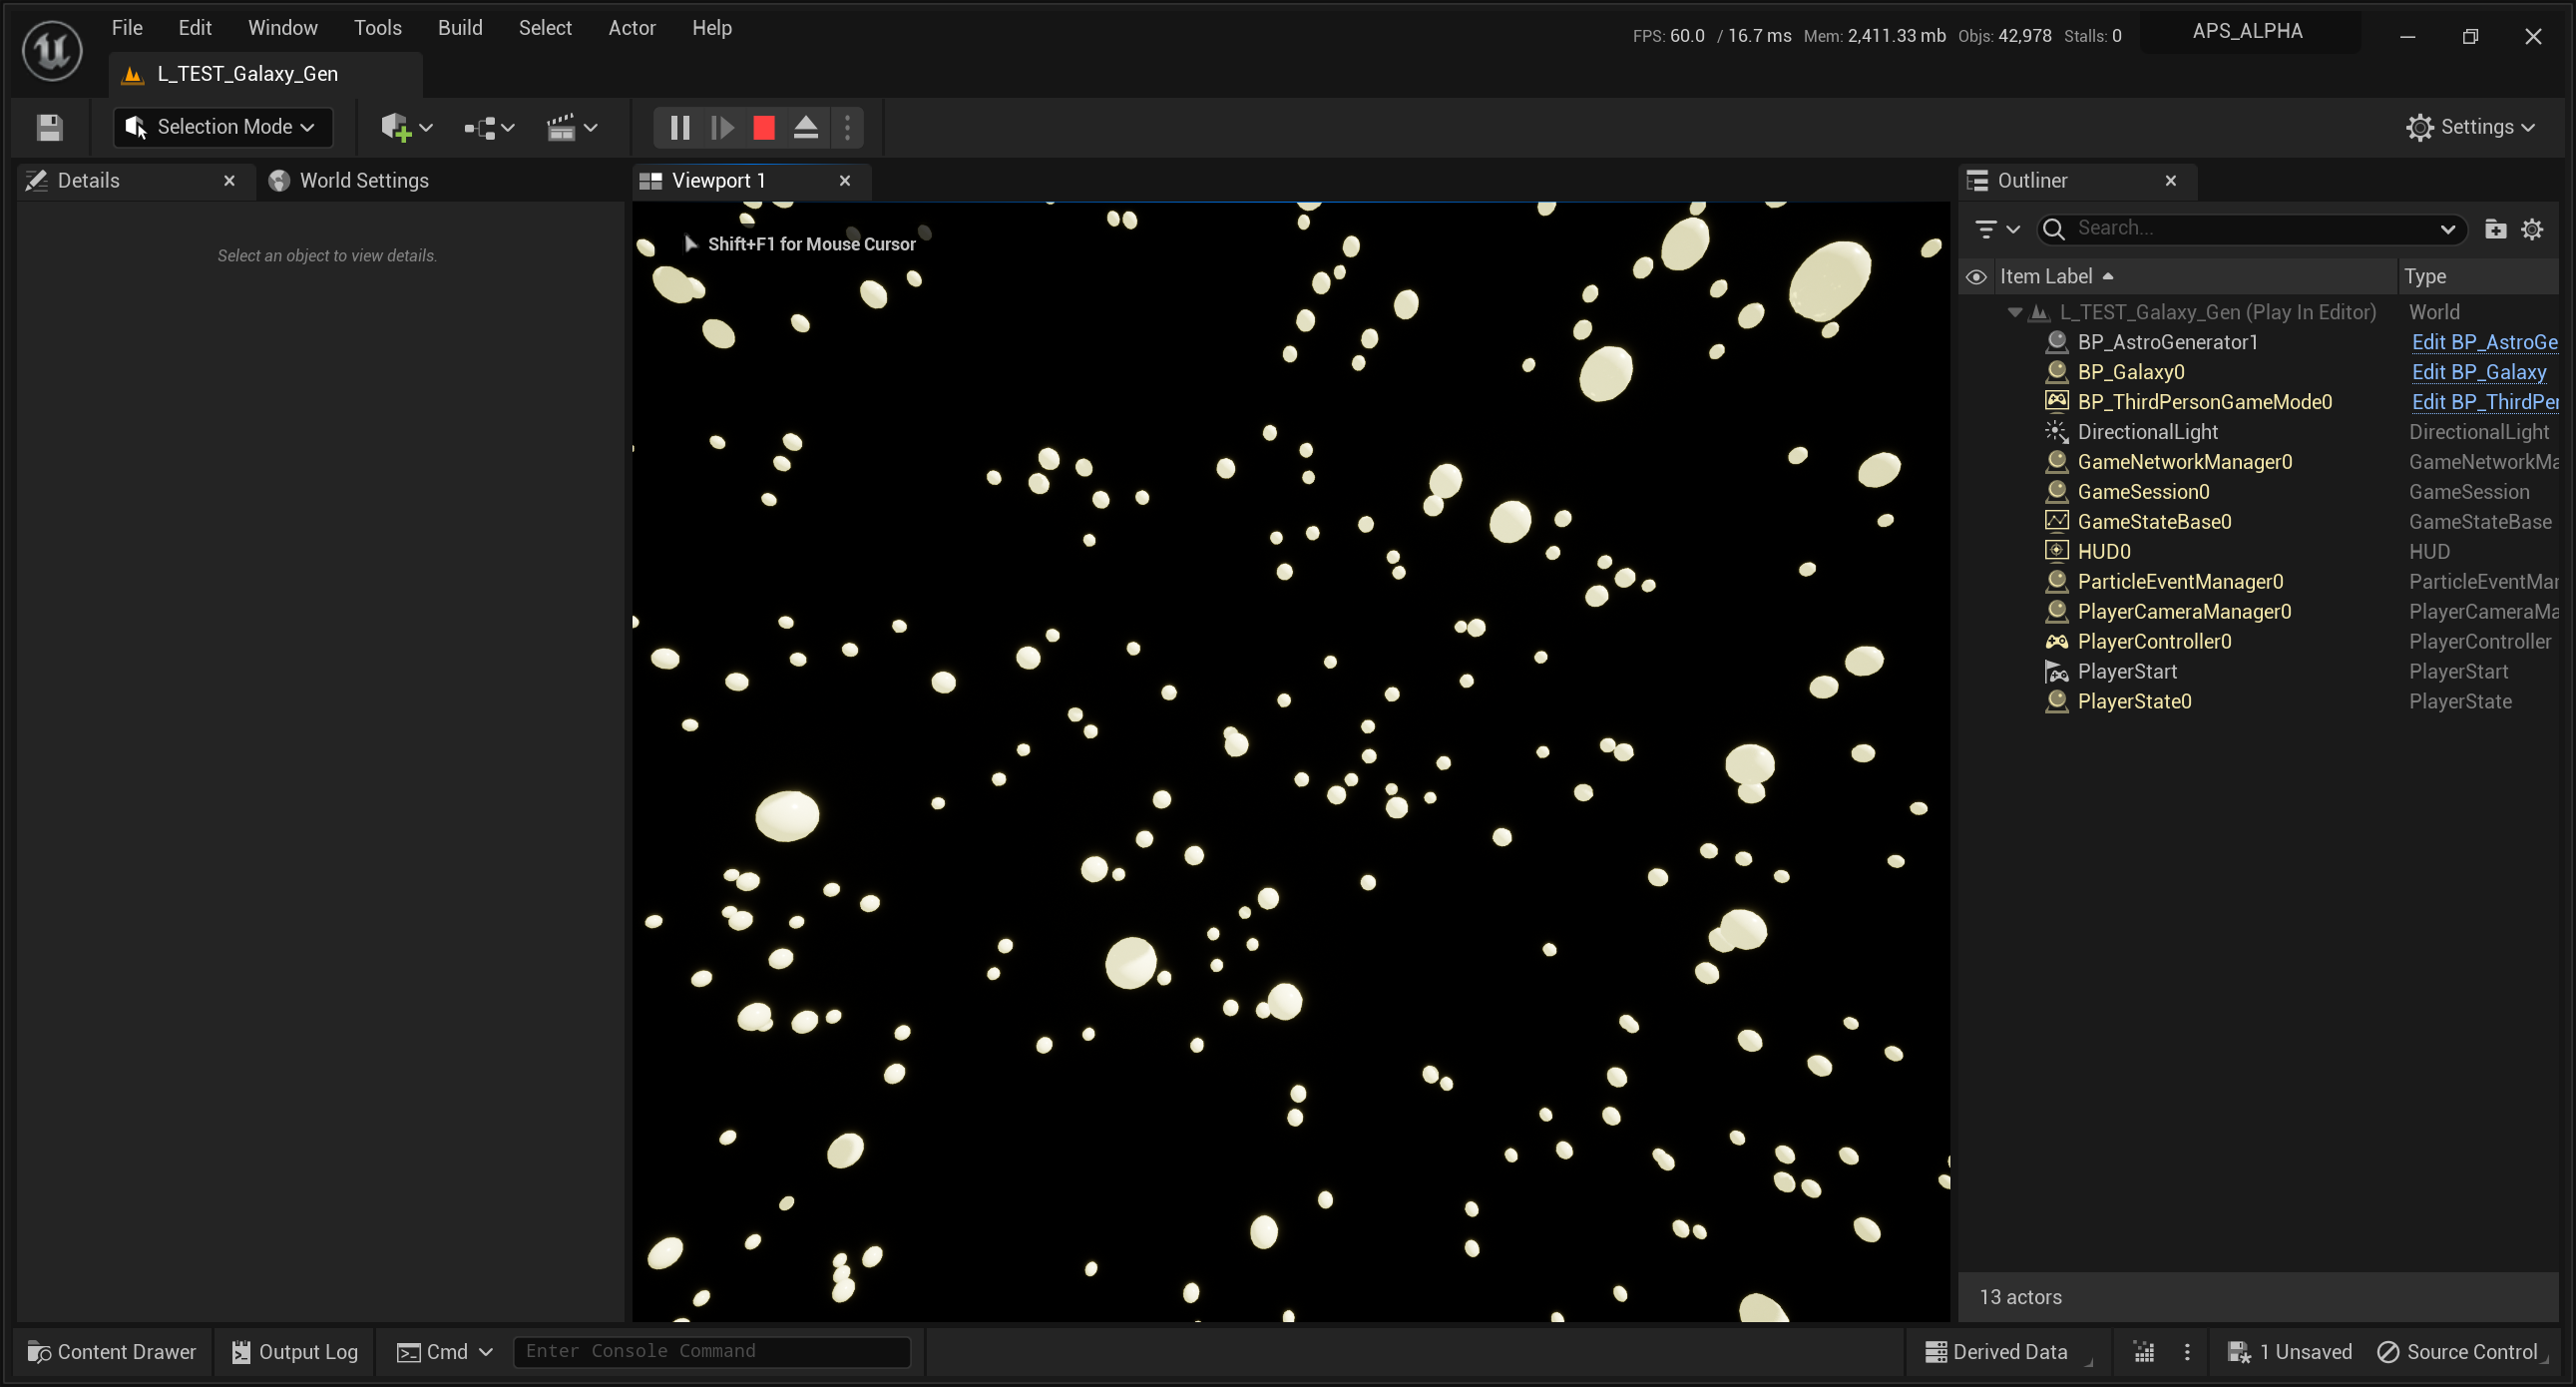 File Edit Window Tools Build Select Actor Help
FPS: 60.0 / 16.7 ms Mem: 2,411.33 mb Objs: 42,978 Stalls: 0
APS_ALPHA
L_TEST_Galaxy_Gen
Selection Mode
Settings
Details
World Settings
Viewport 1
Outliner
Select an object to view details.
Shift+F1 for Mouse Cursor
Search...
Item Label Type
L_TEST_Galaxy_Gen (Play In Editor) World
BP_AstroGenerator1 Edit BP_AstroGe
BP_Galaxy0 Edit BP_Galaxy
BP_ThirdPersonGameMode0 Edit BP_ThirdPer
DirectionalLight DirectionalLight
GameNetworkManager0 GameNetworkMa
GameSession0 GameSession
GameStateBase0 GameStateBase
HUD0 HUD
ParticleEventManager0 ParticleEventMan
PlayerCameraManager0 PlayerCameraMa
PlayerController0 PlayerController
PlayerStart PlayerStart
PlayerState0 PlayerState
13 actors
Content Drawer Output Log Cmd Enter Console Command Derived Data 1 Unsaved Source Control